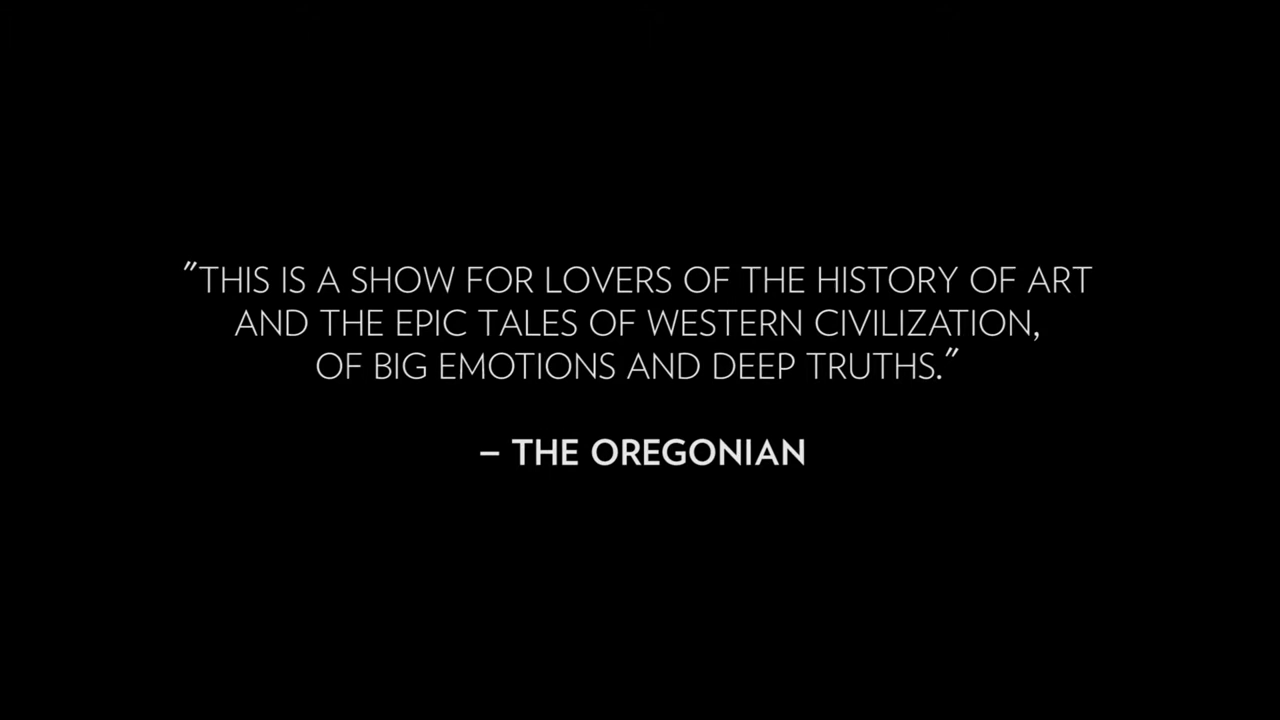 "THIS IS A SHOW FOR LOVERS OF THE HISTORY OF ART
AND THE EPIC TALES OF WESTERN CIVILIZATION,
OF BIG EMOTIONS AND DEEP TRUTHS."
– THE OREGONIAN